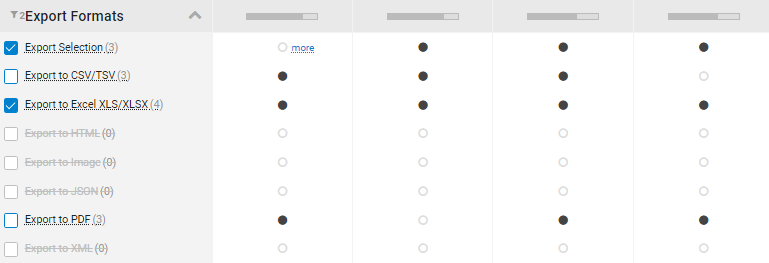 2 Export Formats
Export Selection (3) more
Export to CSV/TSV (3)
Export to Excel XLS/XLSX (4)
Export to HTML (0)
Export to Image (0)
Export to JSON (0)
Export to PDF (3)
Export to XML (0)